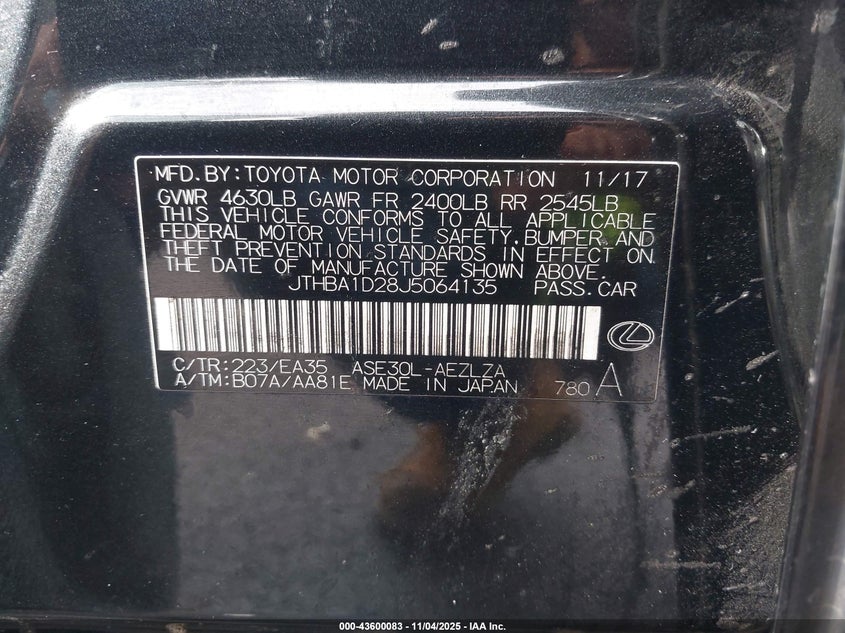 MFD.BY:TOYOTA MOTOR CORPORATION 11/17
GVWR 4630LB GAWR FR 2400LB RR 2545LB
THIS VEHICLE CONFORMS TO ALL APPLICABLE
FEDERAL MOTOR VEHICLE SAFETY,BUMPER AND
THEFT PREVENTION STANDARDS IN EFFECT ON
THE DATE OF MANUFACTURE SHOWN ABOVE.
JTHBA1D28J5064135 PASS.CAR
C/TR:223/EA35 ASE30L-AEZLZA
A/TM:B07A/AA81E MADE IN JAPAN 780 A
000-43600083 - 11/04/2025 - IAA Inc.